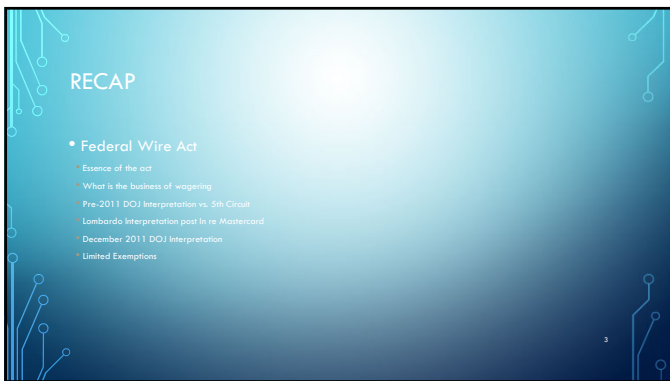 RECAP
• Federal Wire Act
• Essence of the act
• What is the business of wagering
• Pre-2011 DOJ Interpretation vs. 5th Circuit
• Lombardo Interpretation post In re Mastercard
• December 2011 DOJ Interpretation
• Limited Exemptions
3